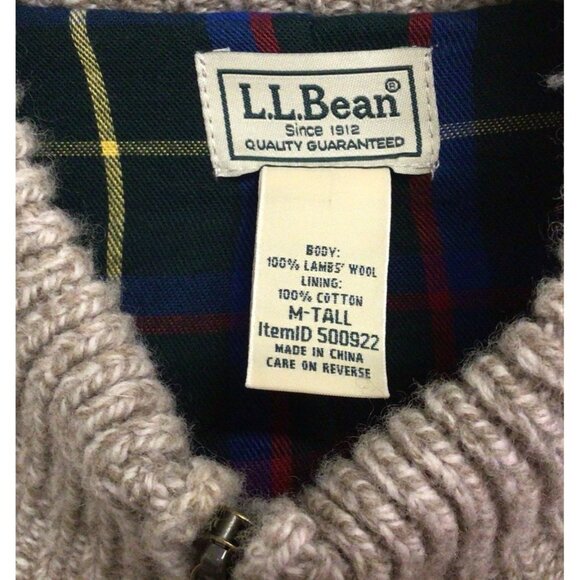 L.L.Bean®
Since 1912
QUALITY GUARANTEED
BODY:
100% LAMBS' WOOL
LINING:
100% COTTON
M-TALL
ItemID 500922
MADE IN CHINA
CARE ON REVERSE